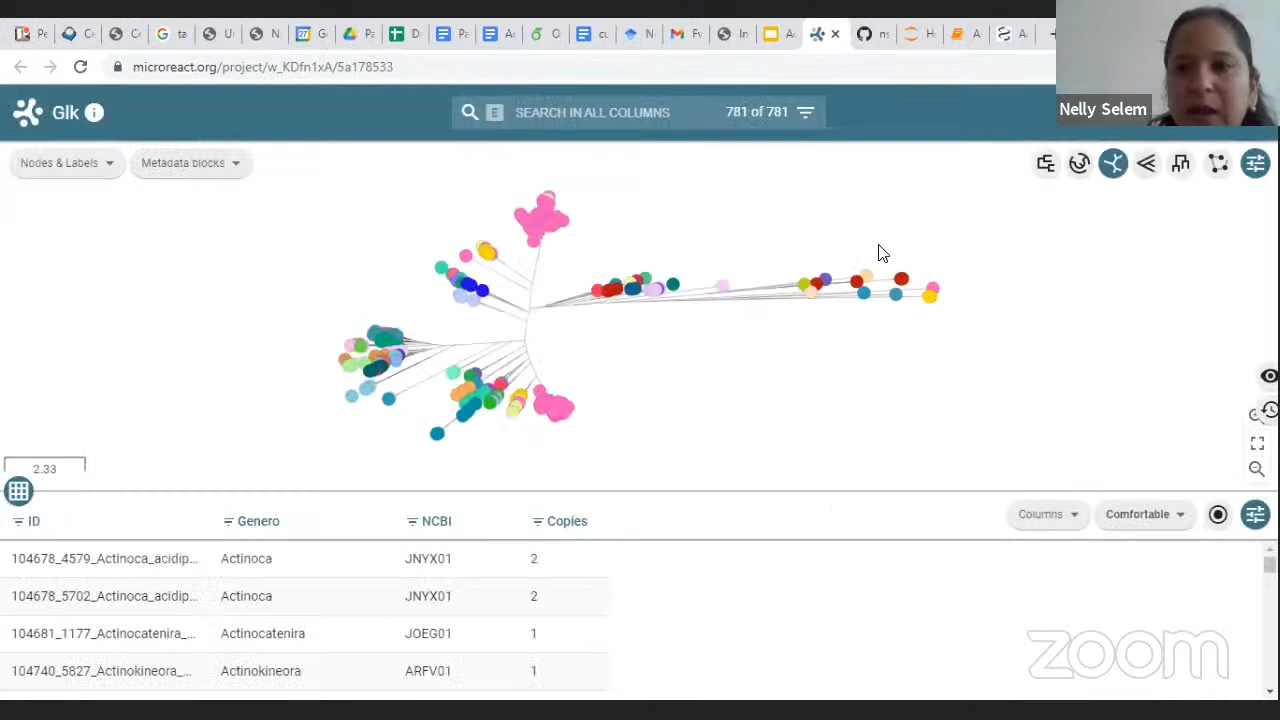 Nelly Selem
microreact.org/project/w_KDfn1xA/5a178533
Glk
E
SEARCH IN ALL COLUMNS
781 of 781
Nodes & Labels
Metadata blocks
2.33
ID
Genero
NCBI
Copies
Columns
Comfortable
104678_4579_Actinoca_acidip...
Actinoca
JNYX01
2
104678_5702_Actinoca_acidip...
Actinoca
JNYX01
2
104681_1177_Actinocatenira_...
Actinocatenira
JOEG01
1
104740_5827_Actinokineora_...
Actinokineora
ARFV01
1
zoom